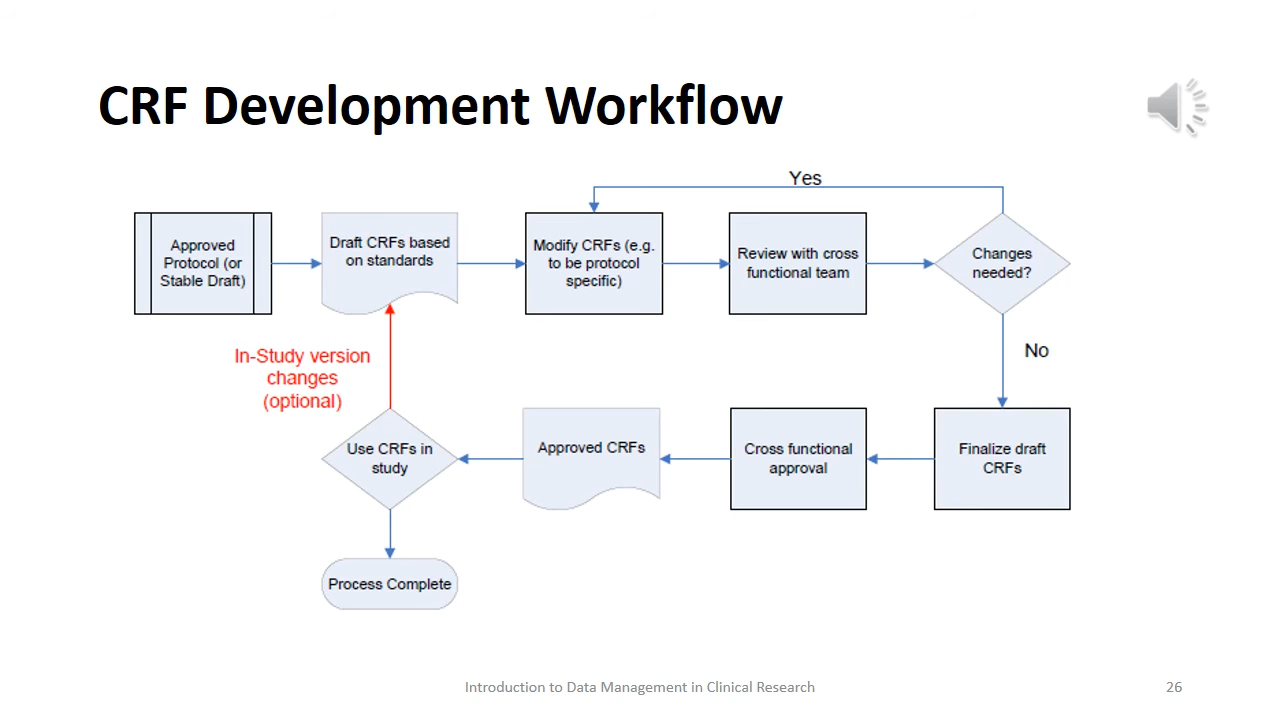 CRF Development Workflow
Yes
Approved
Protocol (or
Stable Draft)
Draft CRFs based
on standards
Modify CRFs (e.g.
to be protocol
specific)
Review with cross
functional team
Changes
needed?
In-Study version
changes
(optional)
No
Use CRFs in
study
Approved CRFs
Cross functional
approval
Finalize draft
CRFs
Process Complete
Introduction to Data Management in Clinical Research
26